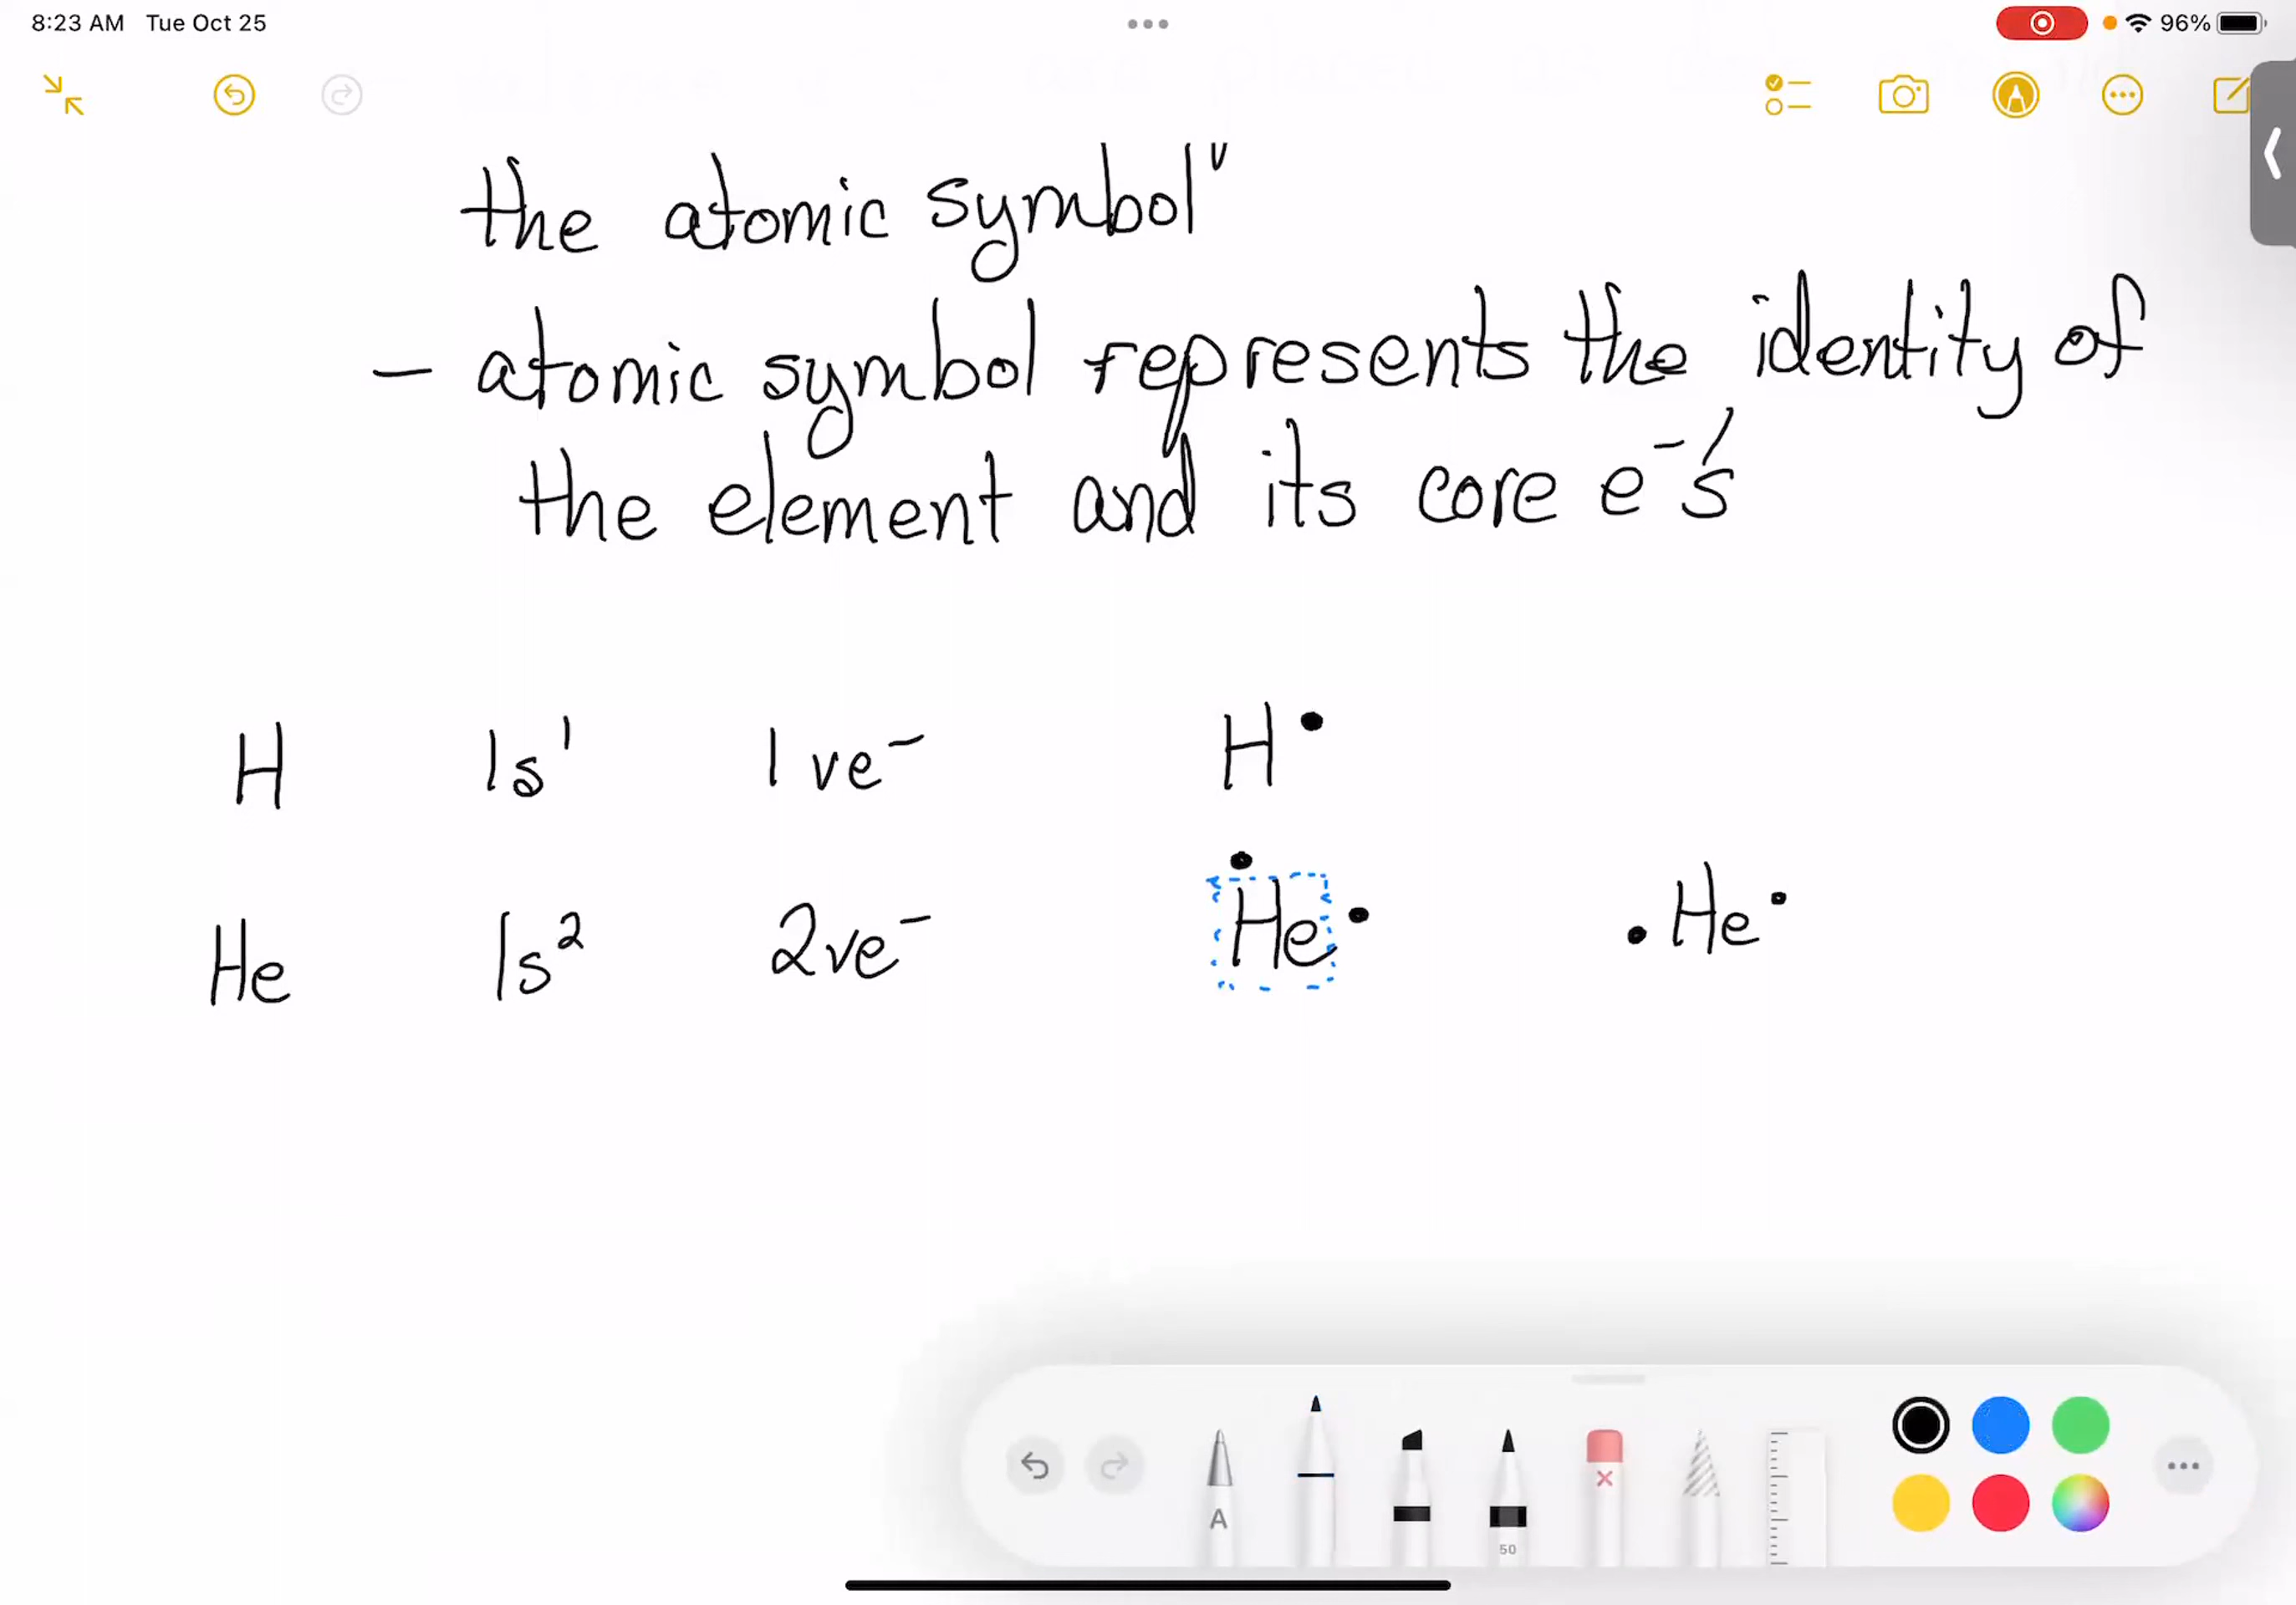 8:23 AM Tue Oct 25 96%
the atomic symbol"
– atomic symbol represents the identity of
the element and its core e⁻'s
H 1s¹ 1 ve⁻ H•
He 1s² 2ve⁻ •He• •He•
A
50